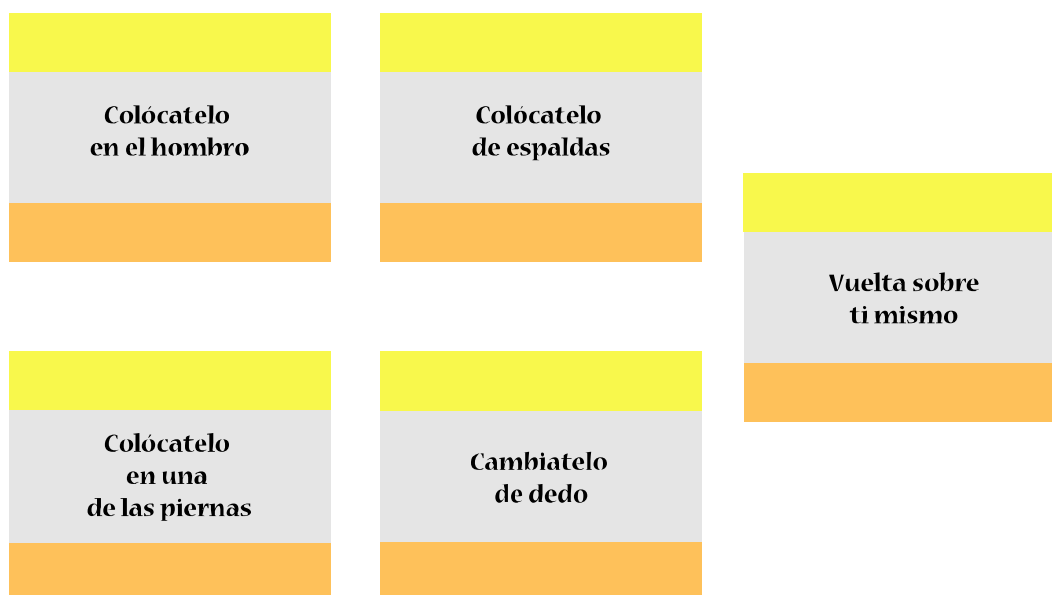 Colócatelo
en el hombro
Colócatelo
de espaldas
Vuelta sobre
ti mismo
Colócatelo
en una
de las piernas
Cambiatelo
de dedo